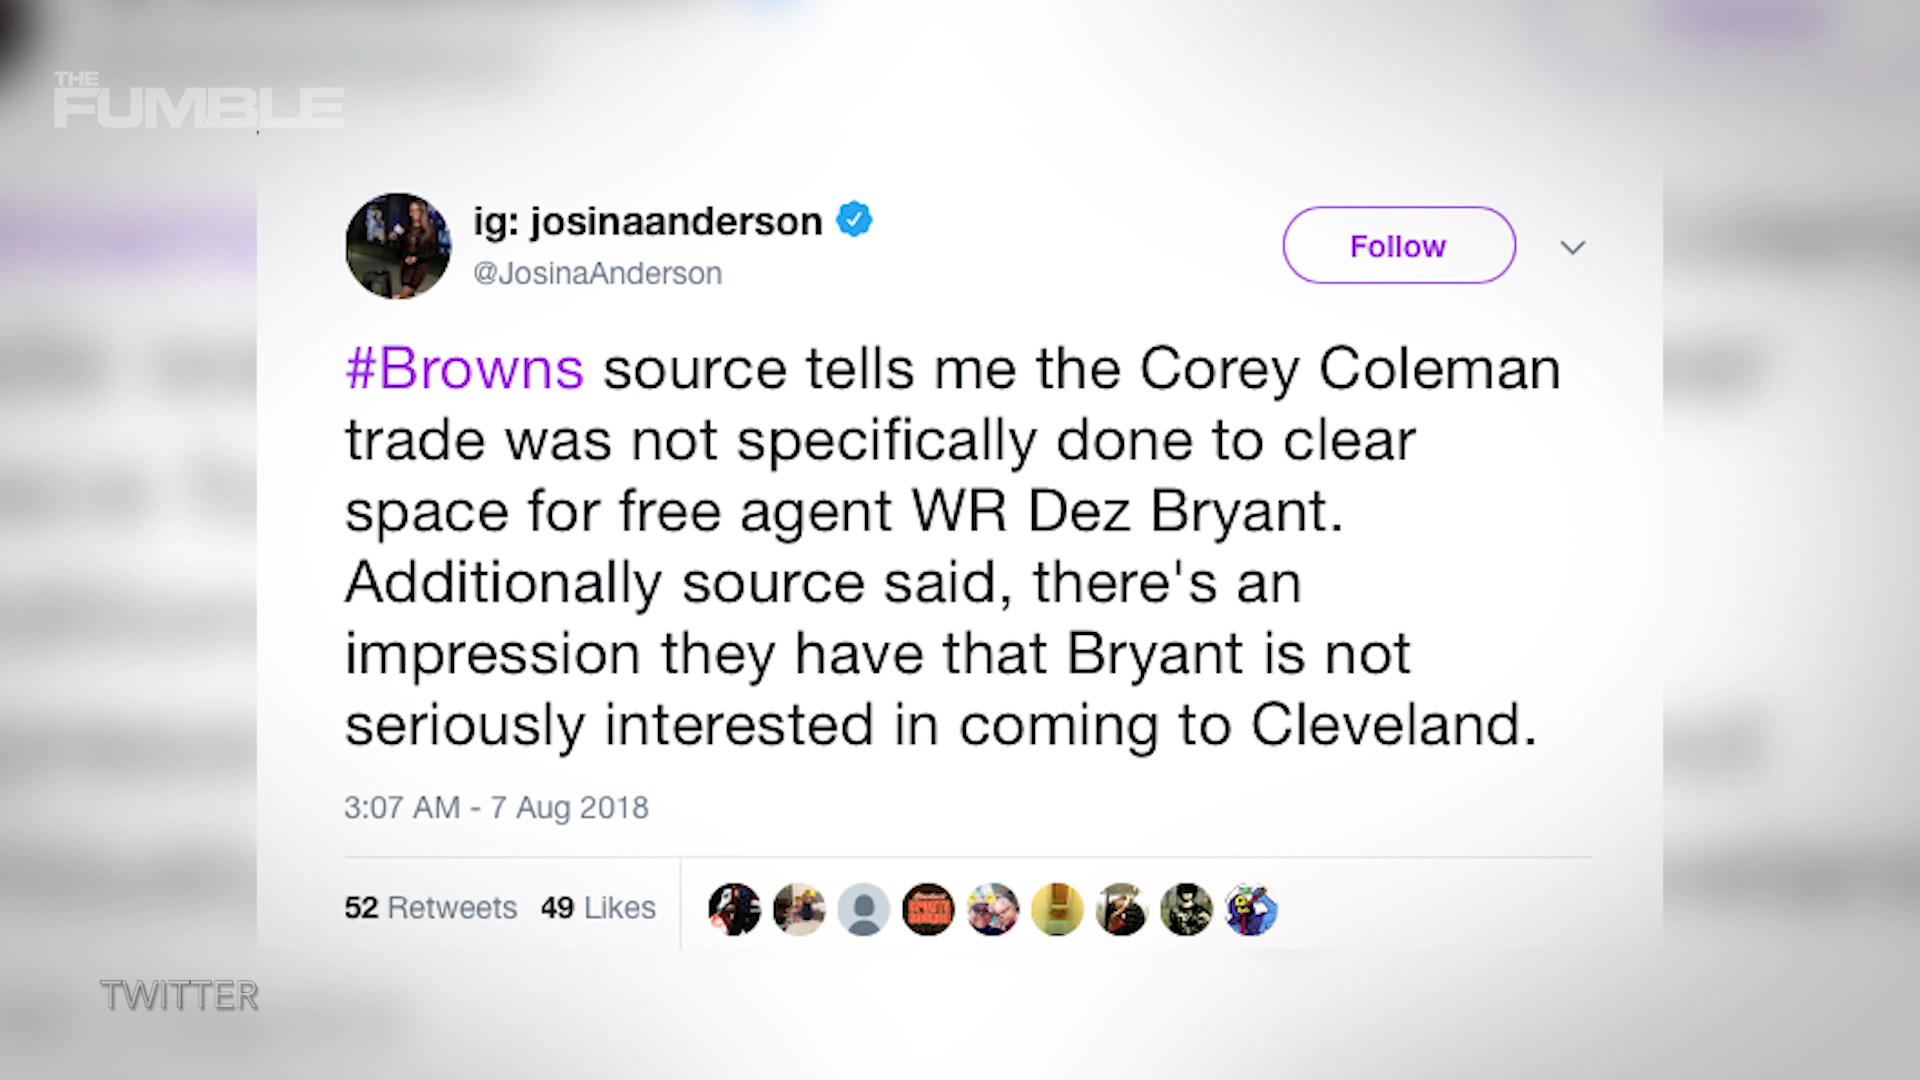 THE
FUMBLE
ig: josinaanderson
@JosinaAnderson
Follow
#Browns source tells me the Corey Coleman
trade was not specifically done to clear
space for free agent WR Dez Bryant.
Additionally source said, there's an
impression they have that Bryant is not
seriously interested in coming to Cleveland.
3:07 AM - 7 Aug 2018
52 Retweets 49 Likes
TWITTER